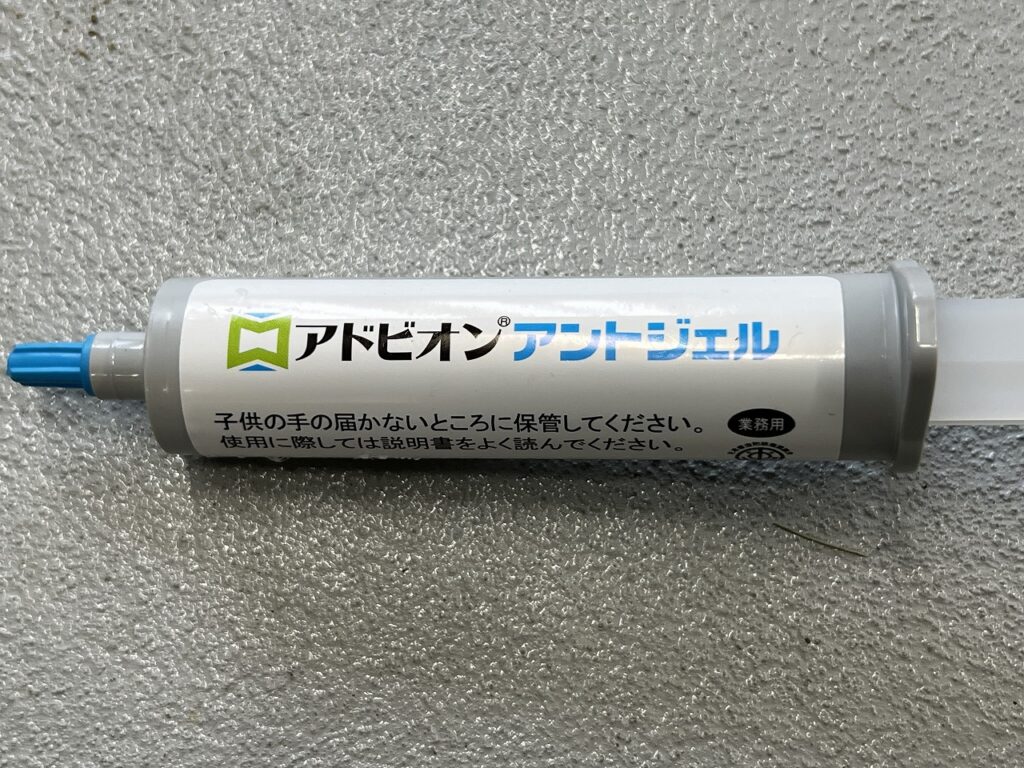 アドビオン®アントジェル
子供の手の届かないところに保管してください。
使用に際しては説明書をよく読んでください。
業務用